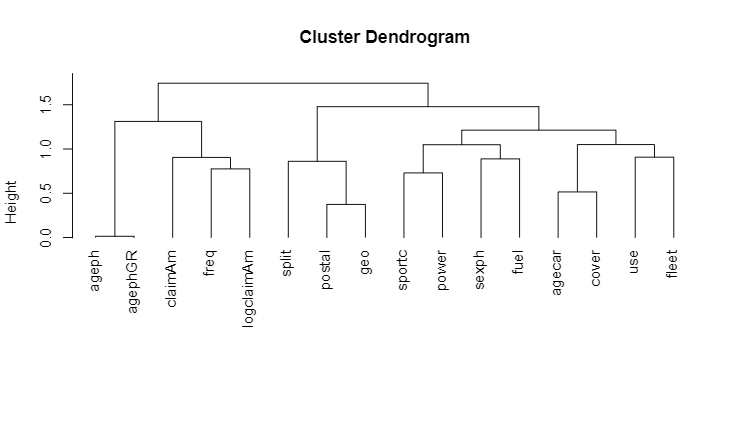 Cluster Dendrogram
Height
1.5
1.0
0.5
0.0
ageph
agephGR
claimAm
freq
logclaimAm
split
postal
geo
sportc
power
sexph
fuel
agecar
cover
use
fleet